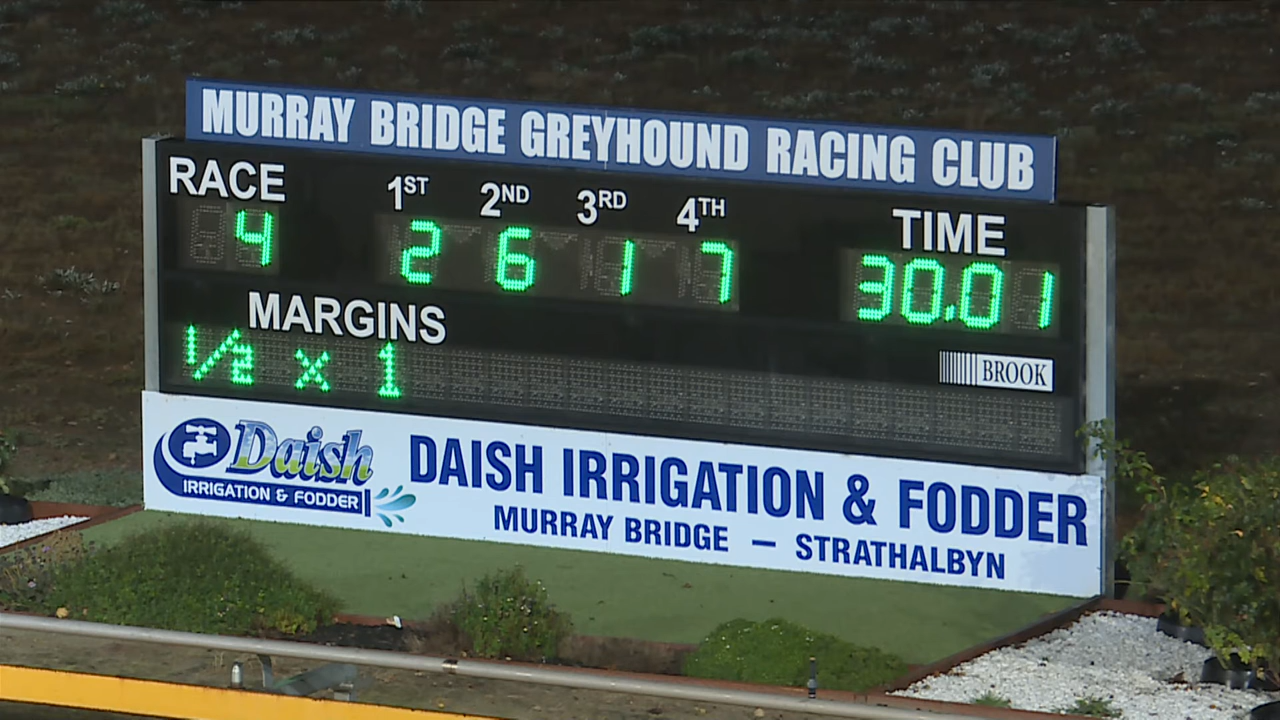 MURRAY BRIDGE GREYHOUND RACING CLUB
RACE 1ST 2ND 3RD 4TH TIME
4 2 6 1 7 30.01
MARGINS
1/2 x 1
BROOK
Daish
IRRIGATION & FODDER
DAISH IRRIGATION & FODDER
MURRAY BRIDGE – STRATHALBYN